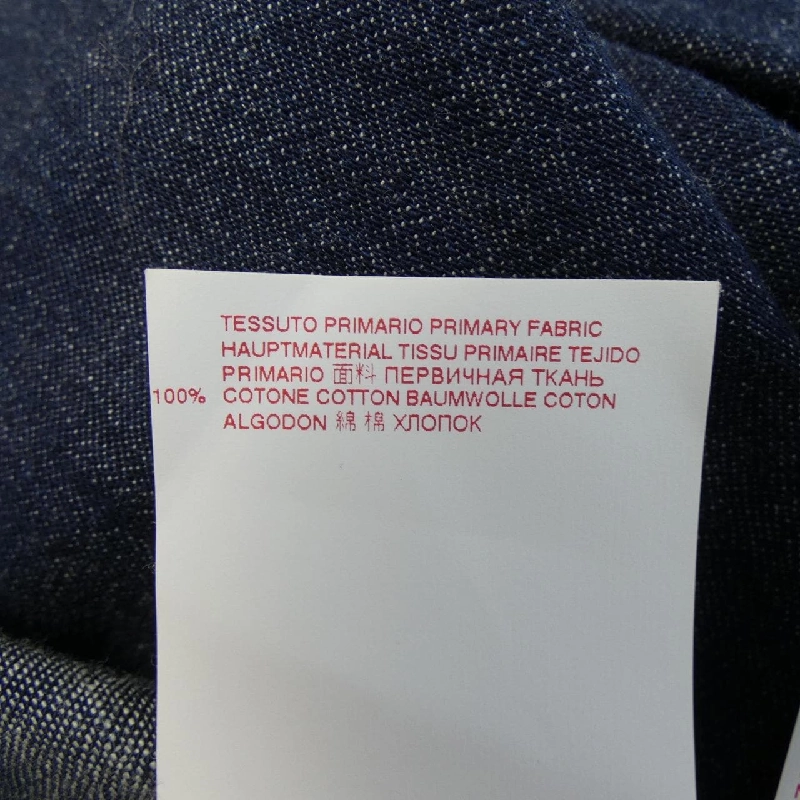 TESSUTO PRIMARIO PRIMARY FABRIC
HAUPTMATERIAL TISSU PRIMAIRE TEJIDO
PRIMARIO 面料 ПЕРВИЧНАЯ ТКАНЬ
100% COTONE COTTON BAUMWOLLE COTON
ALGODON 綿 棉 ХЛОПОК